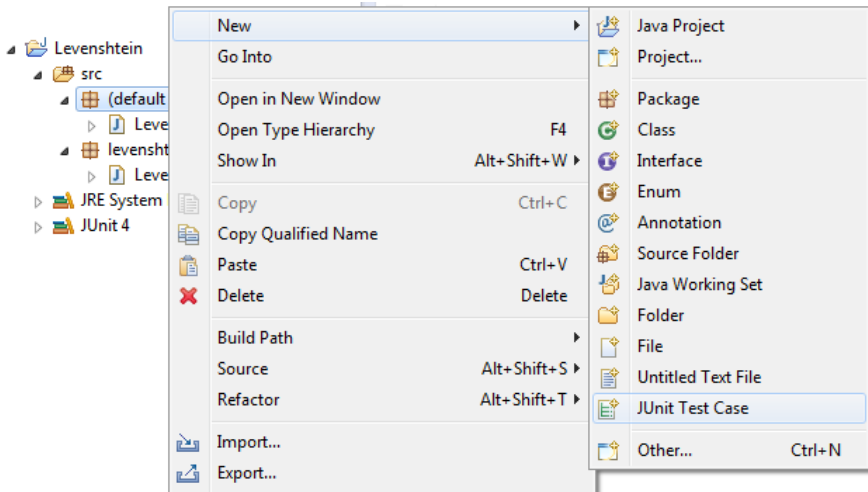 Levenshtein
src
(default
Leve
levensht
Leve
JRE System
JUnit 4
New
Go Into
Open in New Window
Open Type Hierarchy F4
Show In Alt+Shift+W
Copy Ctrl+C
Copy Qualified Name
Paste Ctrl+V
Delete Delete
Build Path
Source Alt+Shift+S
Refactor Alt+Shift+T
Import...
Export...
Java Project
Project...
Package
Class
Interface
Enum
Annotation
Source Folder
Java Working Set
Folder
File
Untitled Text File
JUnit Test Case
Other... Ctrl+N